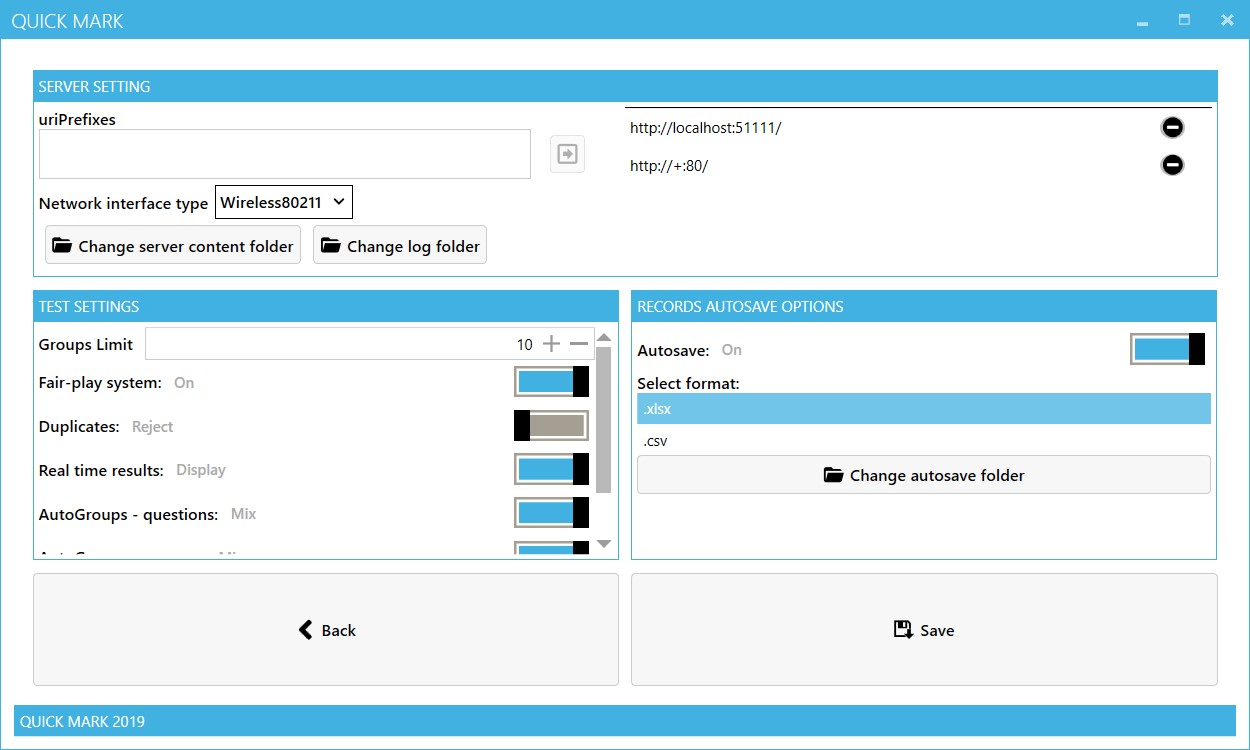 QUICK MARK
SERVER SETTING
uriPrefixes
http://localhost:51111/
http://+:80/
Network interface type Wireless80211
Change server content folder Change log folder
TEST SETTINGS
Groups Limit 10
Fair-play system: On
Duplicates: Reject
Real time results: Display
AutoGroups - questions: Mix
RECORDS AUTOSAVE OPTIONS
Autosave: On
Select format:
.xlsx
.csv
Change autosave folder
Back
Save
QUICK MARK 2019